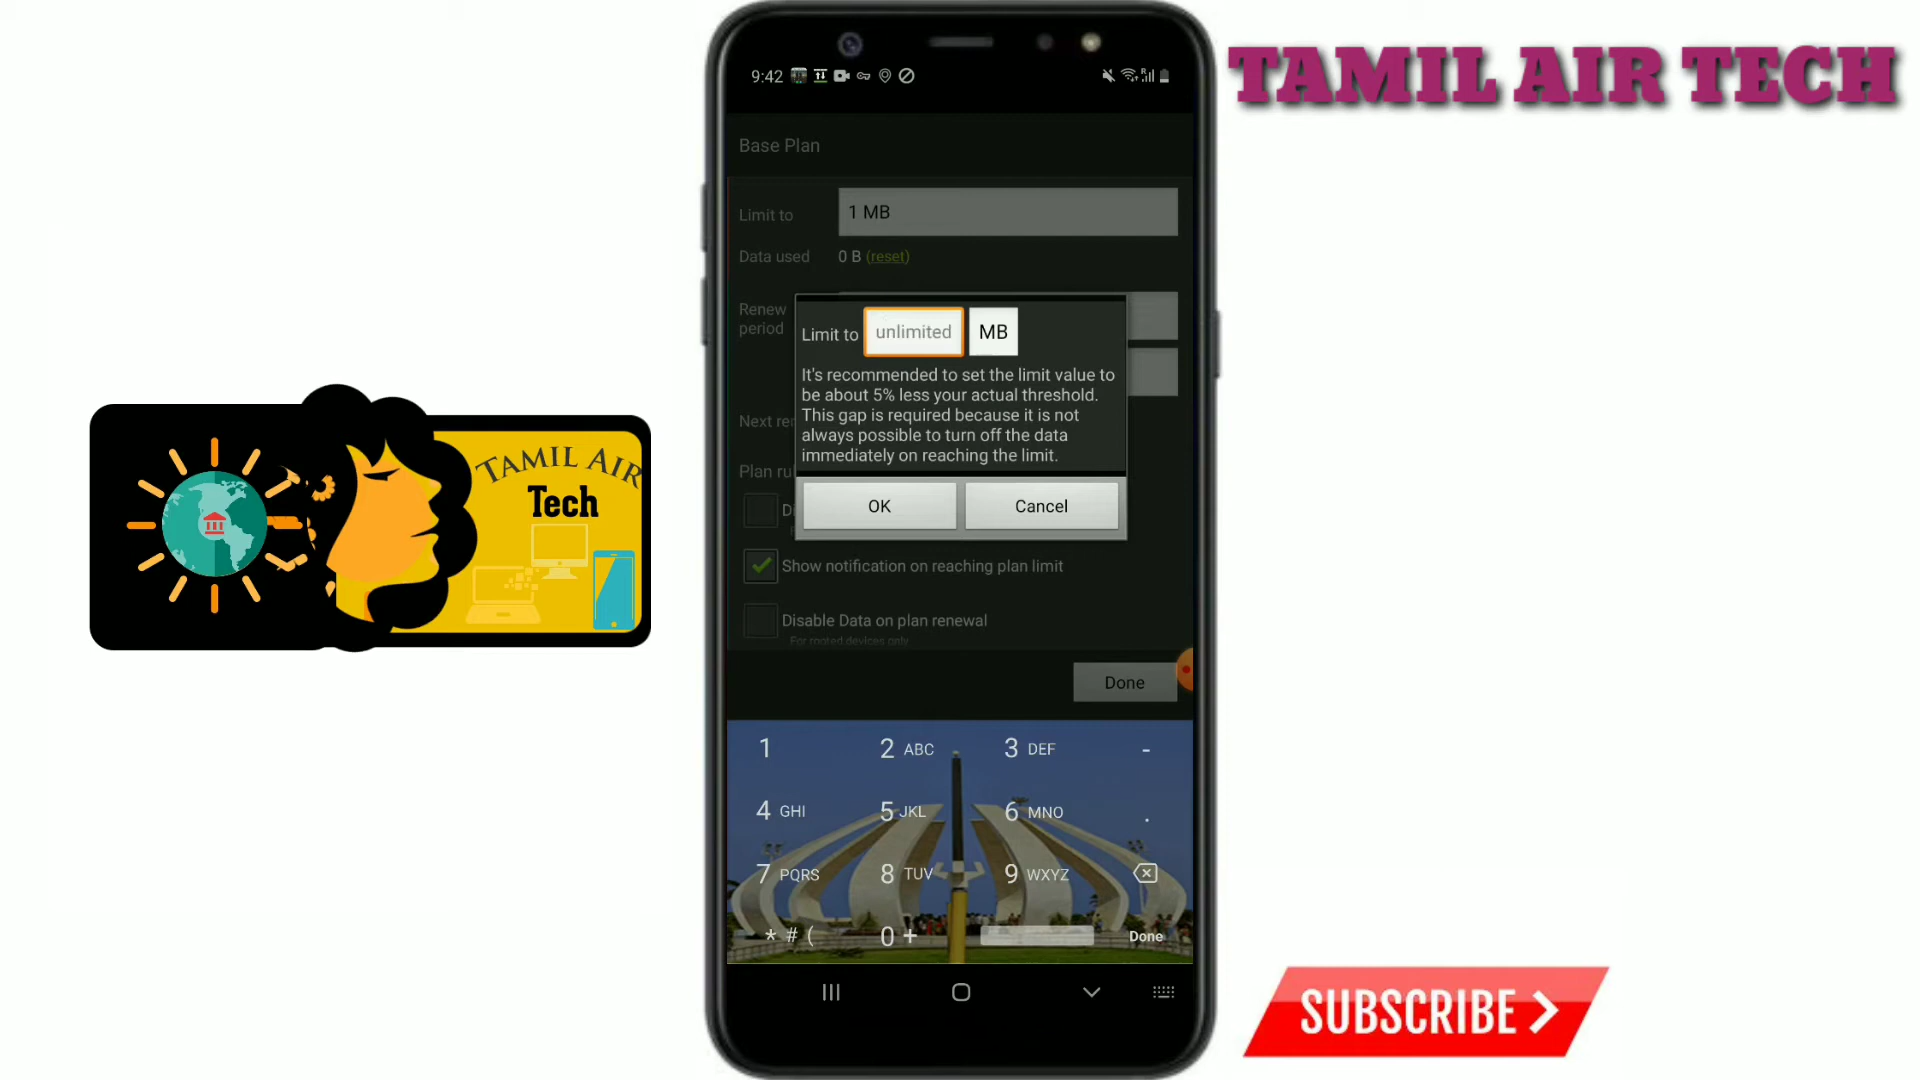 TAMIL AIR TECH
9:42
Base Plan
Limit to
1 MB
Data used
0 B (reset)
Renew
period
Limit to unlimited MB
It's recommended to set the limit value to
be about 5% less your actual threshold.
This gap is required because it is not
always possible to turn off the data
immediately on reaching the limit.
OK
Cancel
Show notification on reaching plan limit
Disable Data on plan renewal
For rooted devices only
Done
1
2 ABC
3 DEF
-
4 GHI
5 JKL
6 MNO
.
7 PQRS
8 TUV
9 WXYZ
* # (
0 +
Done
TAMIL AIR
Tech
SUBSCRIBE